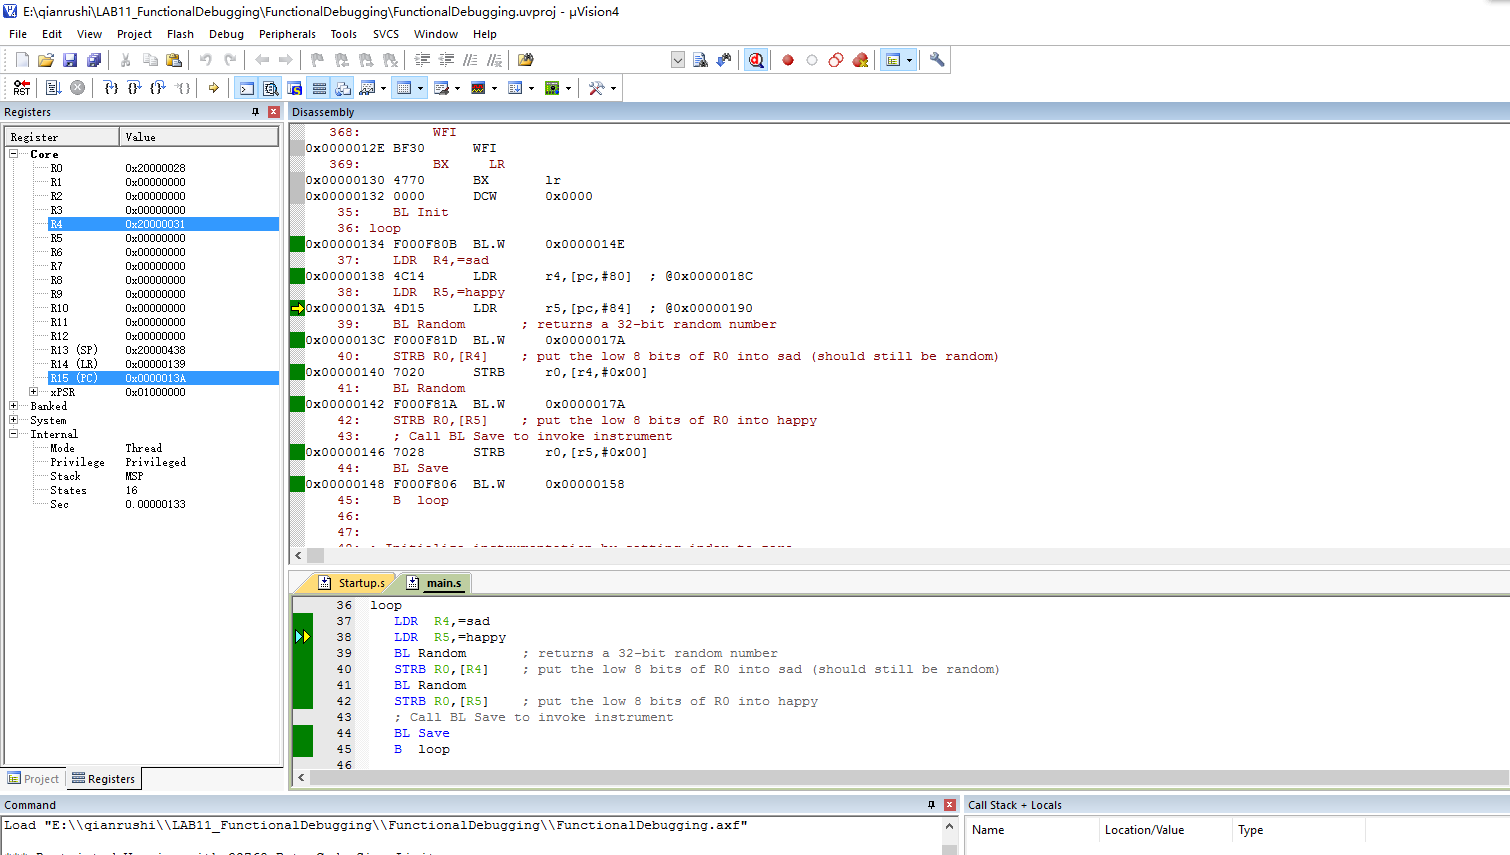 E:\qianrushi\LAB11_FunctionalDebugging\FunctionalDebugging\FunctionalDebugging.uvproj - µVision4
File Edit View Project Flash Debug Peripherals Tools SVCS Window Help
Registers
Register Value
Core
R0 0x20000028
R1 0x00000000
R2 0x00000000
R3 0x00000000
R4 0x20000031
R5 0x00000000
R6 0x00000000
R7 0x00000000
R8 0x00000000
R9 0x00000000
R10 0x00000000
R11 0x00000000
R12 0x00000000
R13 (SP) 0x20000438
R14 (LR) 0x00000139
R15 (PC) 0x0000013A
xPSR 0x01000000
Banked
System
Internal
Mode Thread
Privilege Privileged
Stack MSP
States 16
Sec 0.00000133
Project Registers
Disassembly
368: WFI
0x0000012E BF30 WFI
369: BX LR
0x00000130 4770 BX lr
0x00000132 0000 DCW 0x0000
35: BL Init
36: loop
0x00000134 F000F80B BL.W 0x0000014E
37: LDR R4,=sad
0x00000138 4C14 LDR r4,[pc,#80] ; @0x0000018C
38: LDR R5,=happy
0x0000013A 4D15 LDR r5,[pc,#84] ; @0x00000190
39: BL Random ; returns a 32-bit random number
0x0000013C F000F81D BL.W 0x0000017A
40: STRB R0,[R4] ; put the low 8 bits of R0 into sad (should still be random)
0x00000140 7020 STRB r0,[r4,#0x00]
41: BL Random
0x00000142 F000F81A BL.W 0x0000017A
42: STRB R0,[R5] ; put the low 8 bits of R0 into happy
43: ; Call BL Save to invoke instrument
0x00000146 7028 STRB r0,[r5,#0x00]
44: BL Save
0x00000148 F000F806 BL.W 0x00000158
45: B loop
46:
47:
Startup.s main.s
36 loop
37 LDR R4,=sad
38 LDR R5,=happy
39 BL Random ; returns a 32-bit random number
40 STRB R0,[R4] ; put the low 8 bits of R0 into sad (should still be random)
41 BL Random
42 STRB R0,[R5] ; put the low 8 bits of R0 into happy
43 ; Call BL Save to invoke instrument
44 BL Save
45 B loop
46
Command
Load "E:\\qianrushi\\LAB11_FunctionalDebugging\\FunctionalDebugging\\FunctionalDebugging.axf"
Call Stack + Locals
Name Location/Value Type